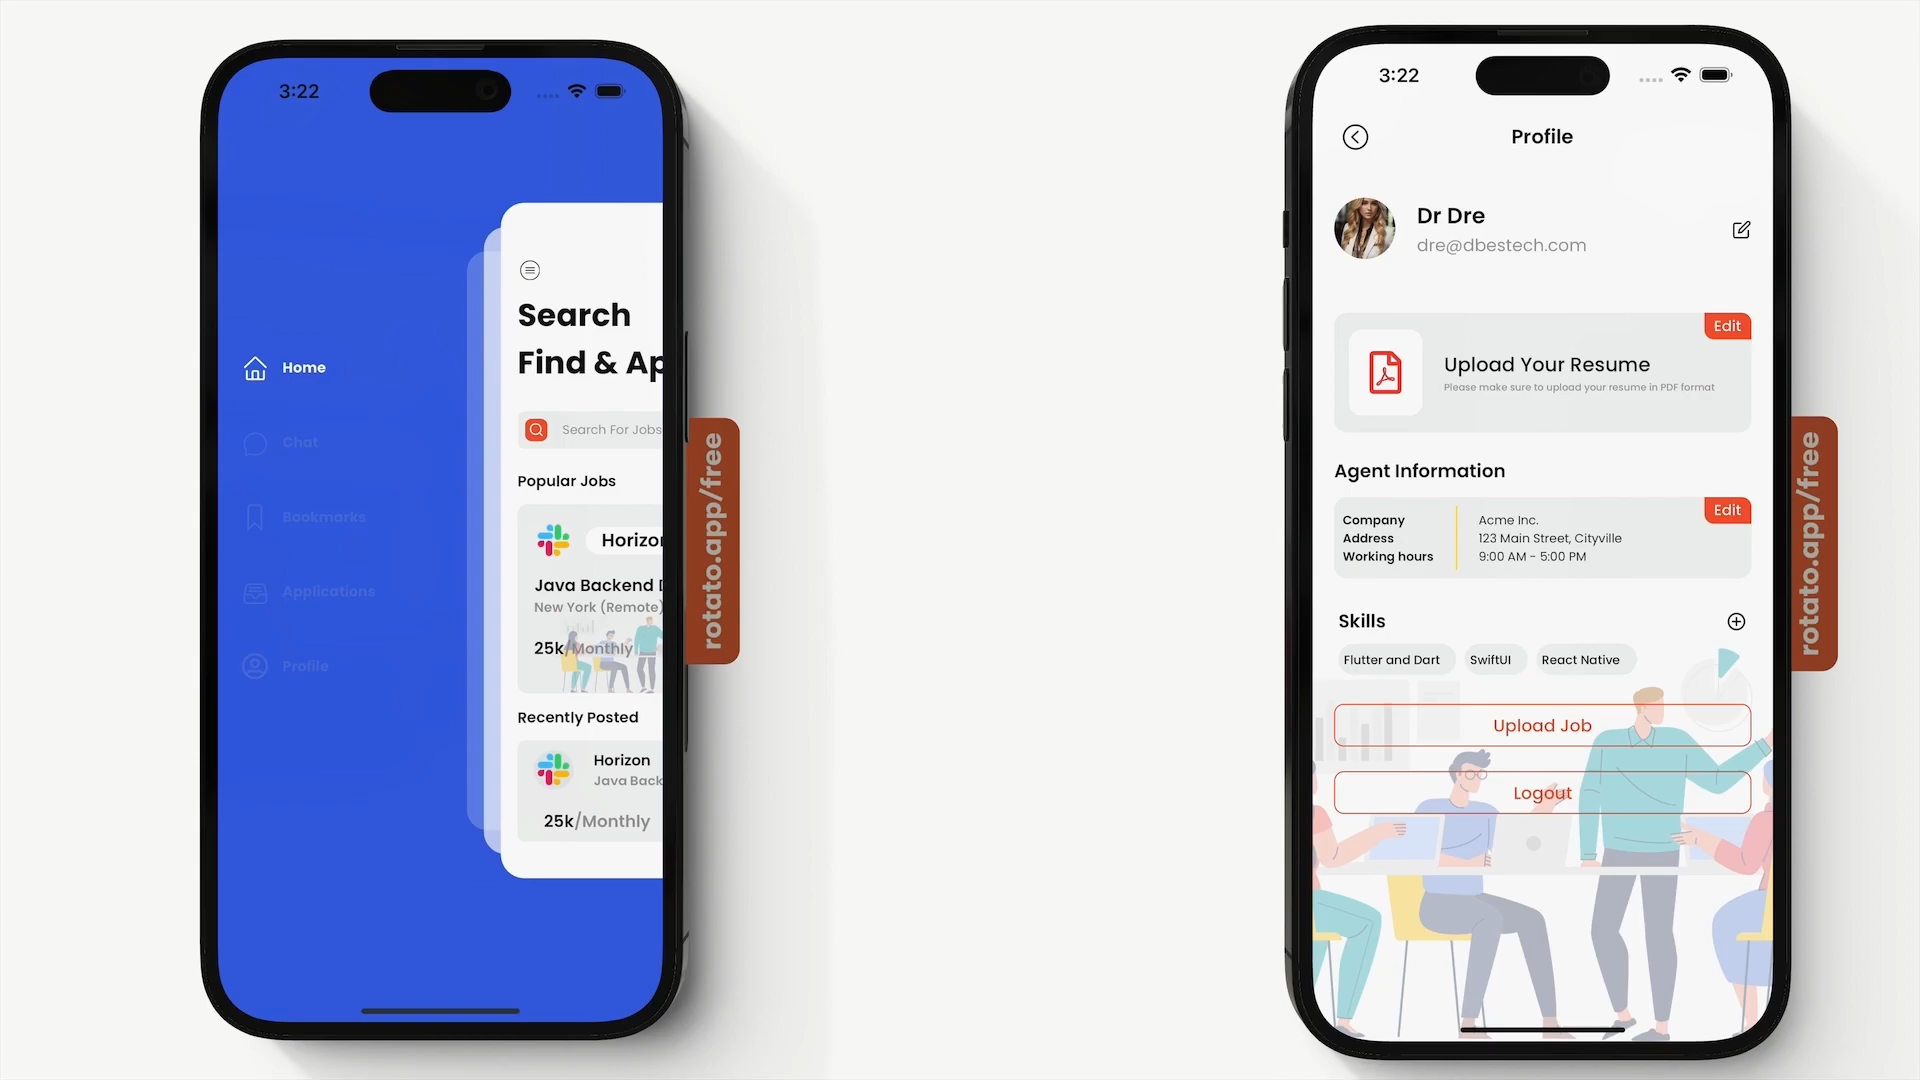 3:22
Home
Chat
Bookmarks
Applications
Profile
Search
Find & Ap
Search For Jobs
Popular Jobs
Horizon
Java Backend D
New York (Remote)
25k/Monthly
Recently Posted
Horizon
Java Back
25k/Monthly
rotato.app/free
3:22
Profile
Dr Dre
dre@dbestech.com
Edit
Upload Your Resume
Please make sure to upload your resume in PDF format
Agent Information
Edit
Company Acme Inc.
Address 123 Main Street, Cityville
Working hours 9:00 AM - 5:00 PM
Skills
Flutter and Dart SwiftUI React Native
Upload Job
Logout
rotato.app/free